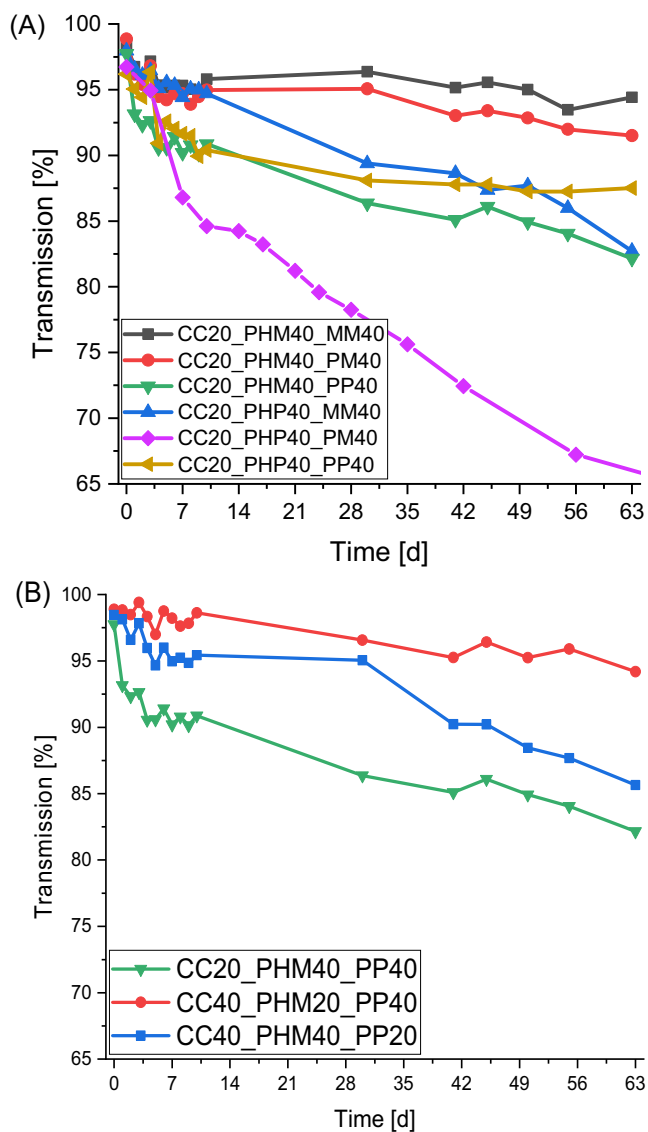 (A)
100
95
90
85
80
75
70
65
Transmission [%]
CC20_PHM40_MM40
CC20_PHM40_PM40
CC20_PHM40_PP40
CC20_PHP40_MM40
CC20_PHP40_PM40
CC20_PHP40_PP40
0 7 14 21 28 35 42 49 56 63
Time [d]
(B)
100
95
90
85
80
75
70
65
Transmission [%]
CC20_PHM40_PP40
CC40_PHM20_PP40
CC40_PHM40_PP20
0 7 14 21 28 35 42 49 56 63
Time [d]